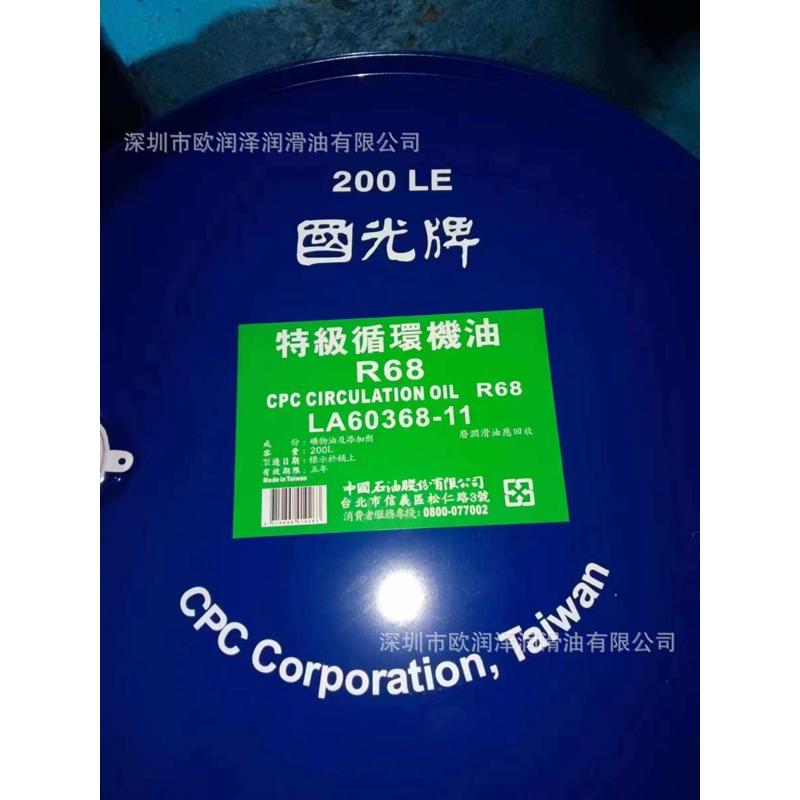 深圳市欧润泽润滑油有限公司
200 LE
國光牌
特級循環機油
R68
CPC CIRCULATION OIL R68
LA60368-11
成 份：礦物油及添加劑
廢潤滑油應回收
容 量：200L
製造日期：標示於桶上
有效期限：五年
Made in Taiwan
中國石油股份有限公司
台北市信義區松仁路3號
消費者服務專線：0800-077002
CPC Corporation, Taiwan
深圳市欧润泽润滑油有限公司